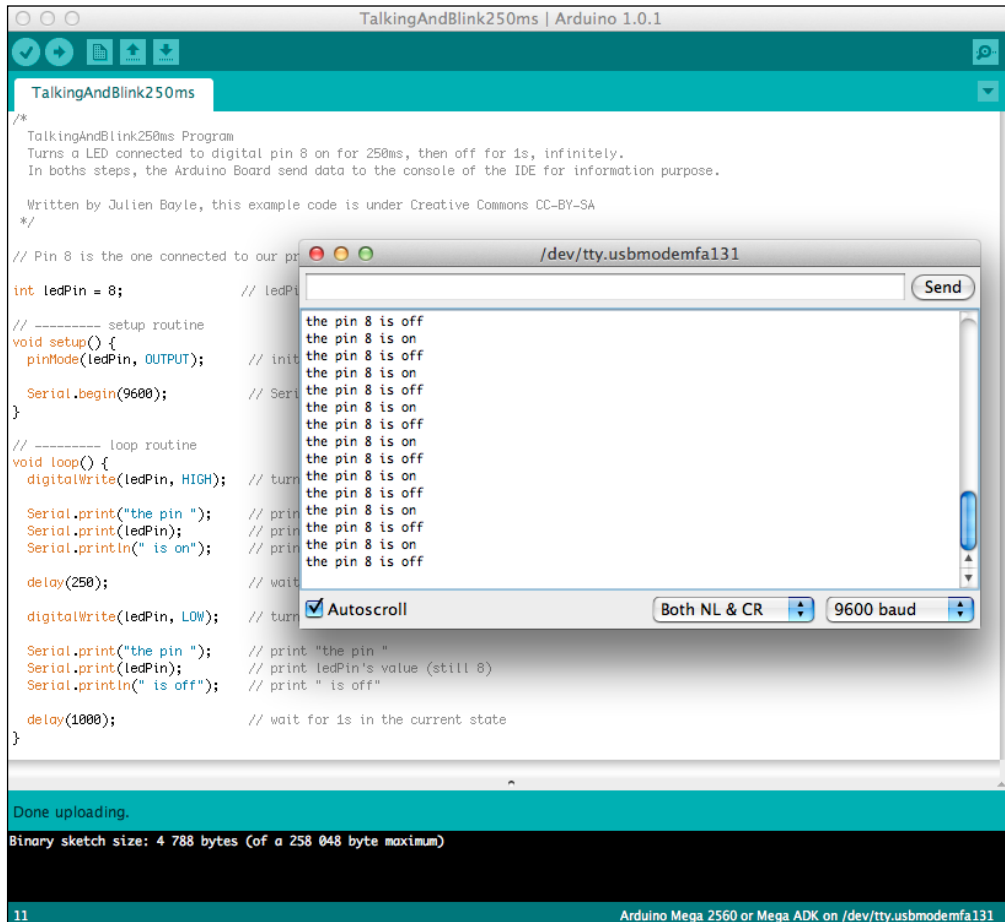 TalkingAndBlink250ms | Arduino 1.0.1
TalkingAndBlink250ms
/*
TalkingAndBlink250ms Program
Turns a LED connected to digital pin 8 on for 250ms, then off for 1s, infinitely.
In boths steps, the Arduino Board send data to the console of the IDE for information purpose.
Written by Julien Bayle, this example code is under Creative Commons CC-BY-SA
*/
// Pin 8 is the one connected to our pr
int ledPin = 8; // ledPi
// --------- setup routine
void setup() {
pinMode(ledPin, OUTPUT); // init
Serial.begin(9600); // Seri
}
// --------- loop routine
void loop() {
digitalWrite(ledPin, HIGH); // turn
Serial.print("the pin "); // prin
Serial.print(ledPin); // prin
Serial.println(" is on"); // prin
delay(250); // wait
digitalWrite(ledPin, LOW); // turn
Serial.print("the pin "); // print "the pin "
Serial.print(ledPin); // print ledPin's value (still 8)
Serial.println(" is off"); // print " is off"
delay(1000); // wait for 1s in the current state
}
/dev/tty.usbmodemfa131
Send
the pin 8 is off
the pin 8 is on
the pin 8 is off
the pin 8 is on
the pin 8 is off
the pin 8 is on
the pin 8 is off
the pin 8 is on
the pin 8 is off
the pin 8 is on
the pin 8 is off
the pin 8 is on
the pin 8 is off
the pin 8 is on
the pin 8 is off
Autoscroll
Both NL & CR
9600 baud
Done uploading.
Binary sketch size: 4 788 bytes (of a 258 048 byte maximum)
11
Arduino Mega 2560 or Mega ADK on /dev/tty.usbmodemfa131